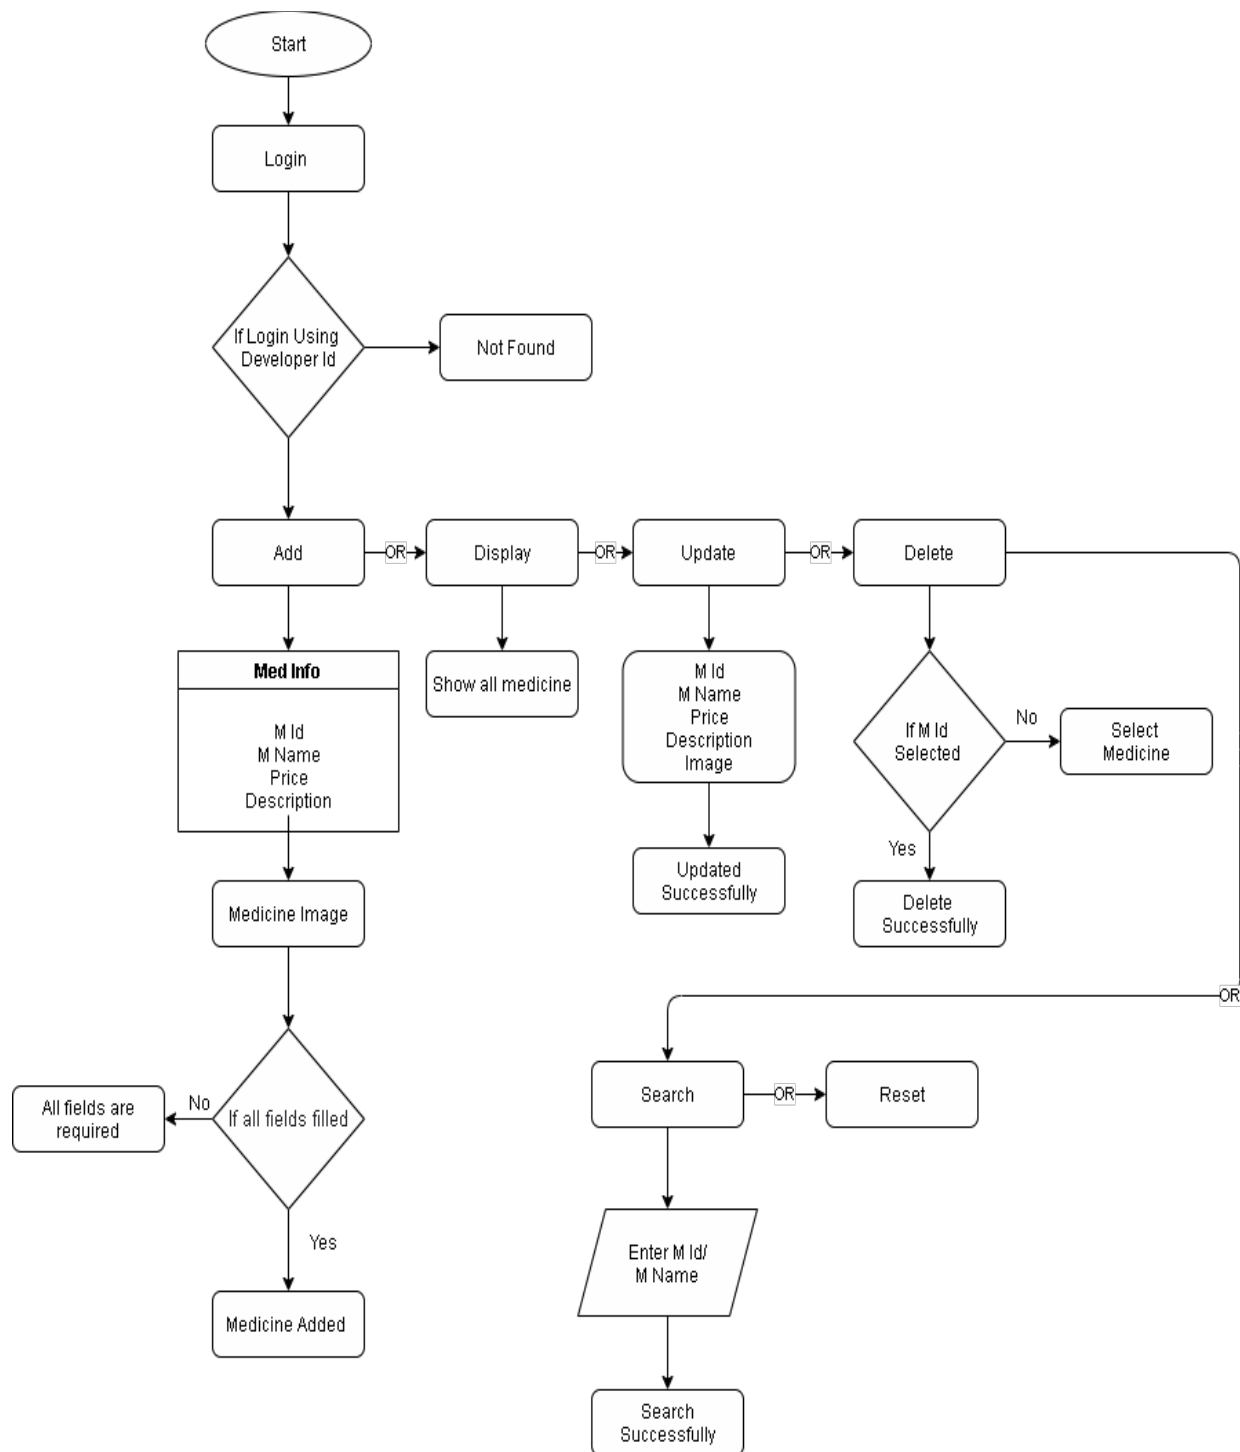 Start
Login
If Login Using
Developer Id
Not Found
Add
OR
Display
OR
Update
OR
Delete
Med Info
M Id
M Name
Price
Description
Show all medicine
M Id
M Name
Price
Description
Image
If M Id
Selected
No
Select
Medicine
Updated
Successfully
Yes
Delete
Successfully
Medicine Image
OR
If all fields filled
No
All fields are
required
Yes
Medicine Added
Search
OR
Reset
Enter M Id/
M Name
Search
Successfully